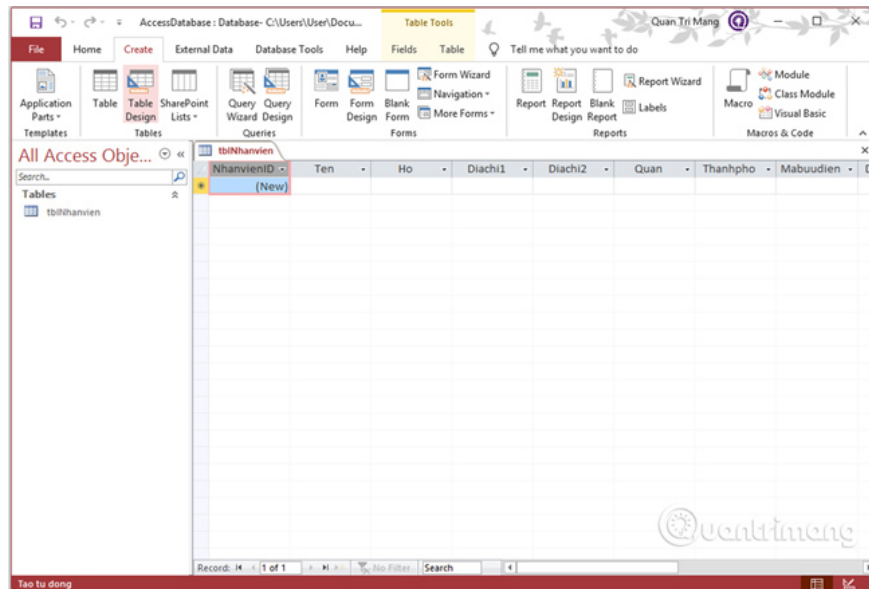 AccessDatabase : Database- C:\Users\User\Docu... Table Tools Quan Tri Mang
File Home Create External Data Database Tools Help Fields Table Tell me what you want to do
Application Parts Table Table Design SharePoint Lists Query Wizard Query Design Form Form Design Blank Form Form Wizard Navigation More Forms Report Report Design Blank Report Report Wizard Labels Macro Module Class Module Visual Basic
Templates Tables Queries Forms Reports Macros & Code
All Access Obje... tblNhanvien
Search... NhanvienID Ten Ho Diachi1 Diachi2 Quan Thanhpho Mabuudien
Tables (New)
tblNhanvien
Quantrimang
Record: 1 of 1 No Filter Search
Tao tu dong